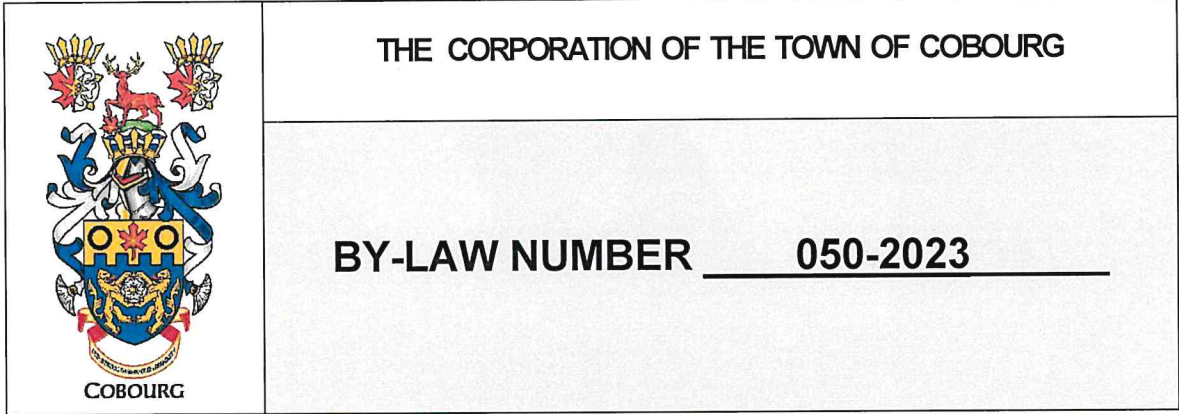 THE CORPORATION OF THE TOWN OF COBOURG
BY-LAW NUMBER 050-2023
COBOURG